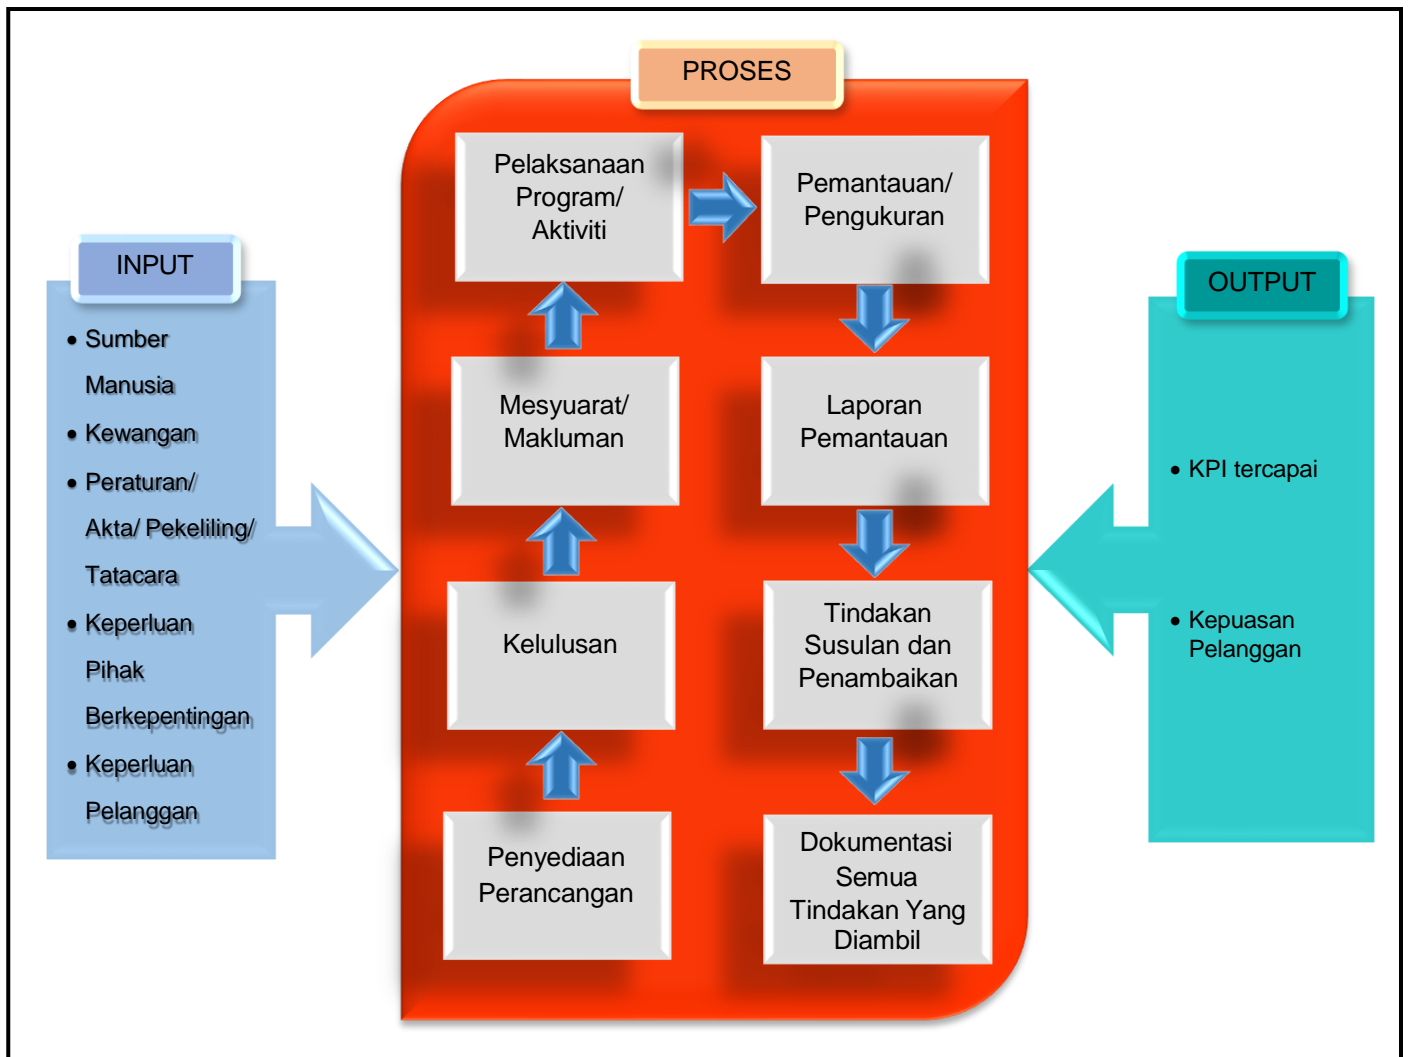 PROSES
INPUT
• Sumber
Manusia
• Kewangan
• Peraturan/
Akta/ Pekeliling/
Tatacara
• Keperluan
Pihak
Berkepentingan
• Keperluan
Pelanggan
Pelaksanaan
Program/
Aktiviti
Mesyuarat/
Makluman
Kelulusan
Penyediaan
Perancangan
Pemantauan/
Pengukuran
Laporan
Pemantauan
Tindakan
Susulan dan
Penambaikan
Dokumentasi
Semua
Tindakan Yang
Diambil
OUTPUT
• KPI tercapai
• Kepuasan
Pelanggan